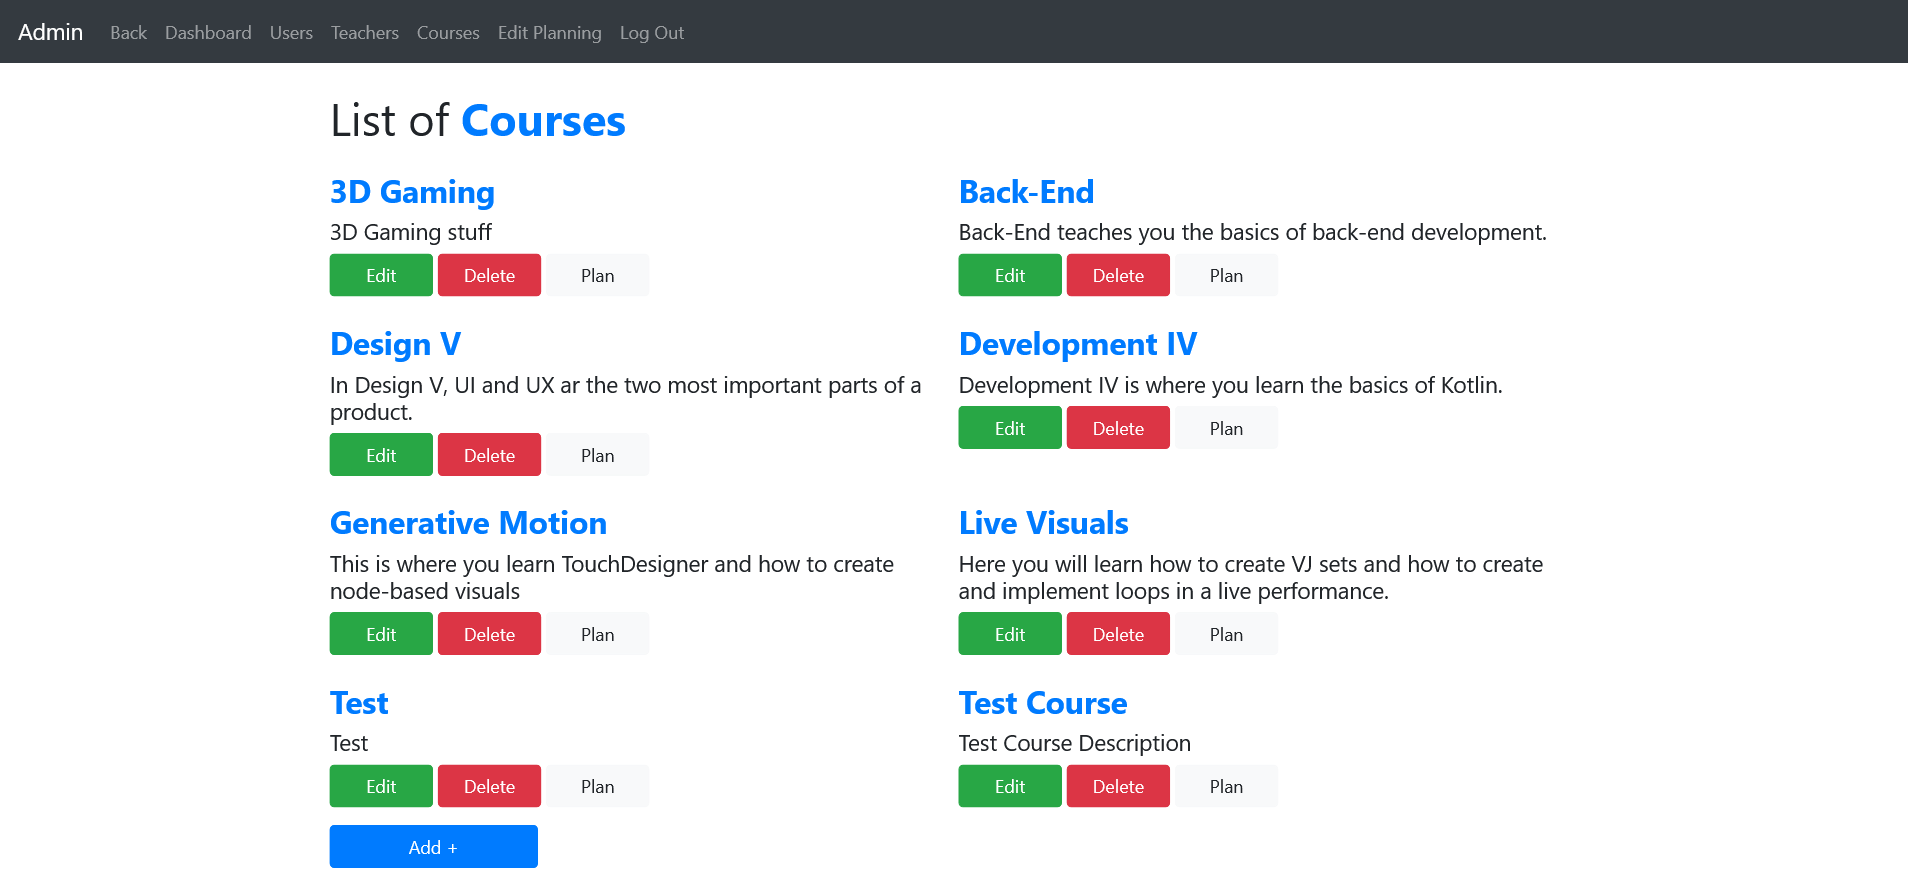 Admin Back Dashboard Users Teachers Courses Edit Planning Log Out
List of Courses
3D Gaming
3D Gaming stuff
Edit Delete Plan
Back-End
Back-End teaches you the basics of back-end development.
Edit Delete Plan
Design V
In Design V, UI and UX ar the two most important parts of a
product.
Edit Delete Plan
Development IV
Development IV is where you learn the basics of Kotlin.
Edit Delete Plan
Generative Motion
This is where you learn TouchDesigner and how to create
node-based visuals
Edit Delete Plan
Live Visuals
Here you will learn how to create VJ sets and how to create
and implement loops in a live performance.
Edit Delete Plan
Test
Test
Edit Delete Plan
Test Course
Test Course Description
Edit Delete Plan
Add +